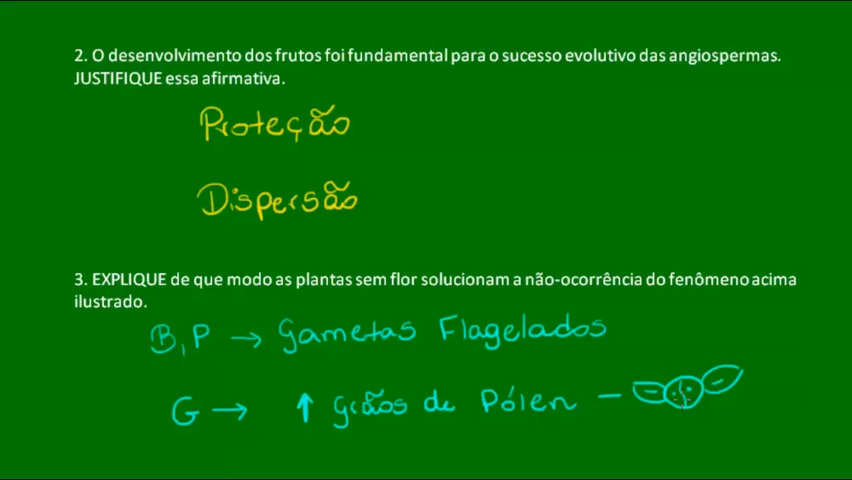 2. O desenvolvimento dos frutos foi fundamental para o sucesso evolutivo das angiospermas.
JUSTIFIQUE essa afirmativa.
Proteção
Dispersão
3. EXPLIQUE de que modo as plantas sem flor solucionam a não-ocorrência do fenômeno acima
ilustrado.
B, P → Gametas Flagelados
G → ↑ grãos de Pólen –